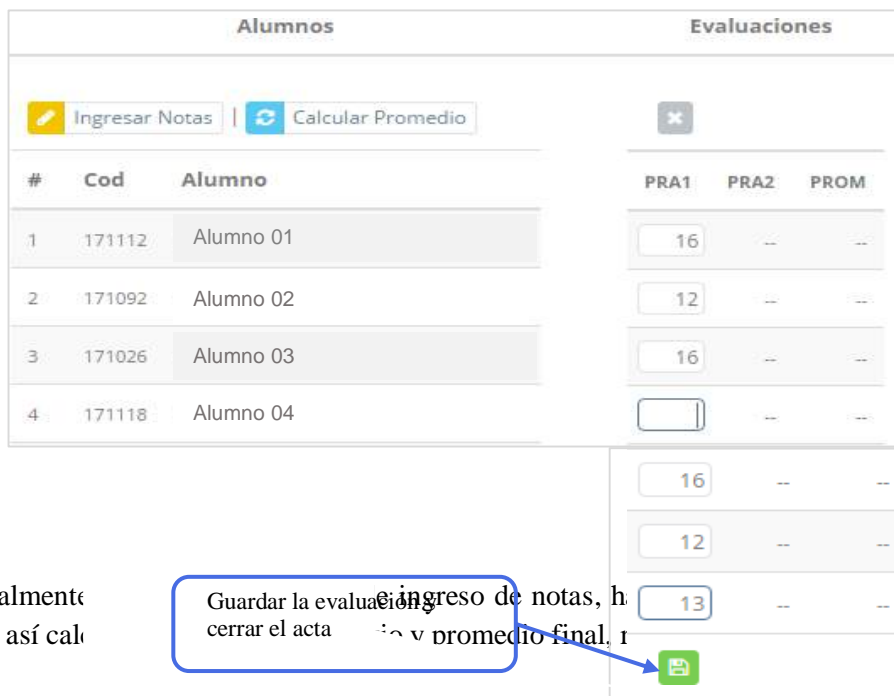 Alumnos Evaluaciones
Ingresar Notas | Calcular Promedio
# Cod Alumno PRA1 PRA2 PROM
1 171112 Alumno 01 16 -- --
2 171092 Alumno 02 12 -- --
3 171026 Alumno 03 16 -- --
4 171118 Alumno 04 -- --
16 -- --
12 -- --
13 -- --
Guardar la evaluación y
cerrar el acta
ingreso de notas,
así
y promedio final,